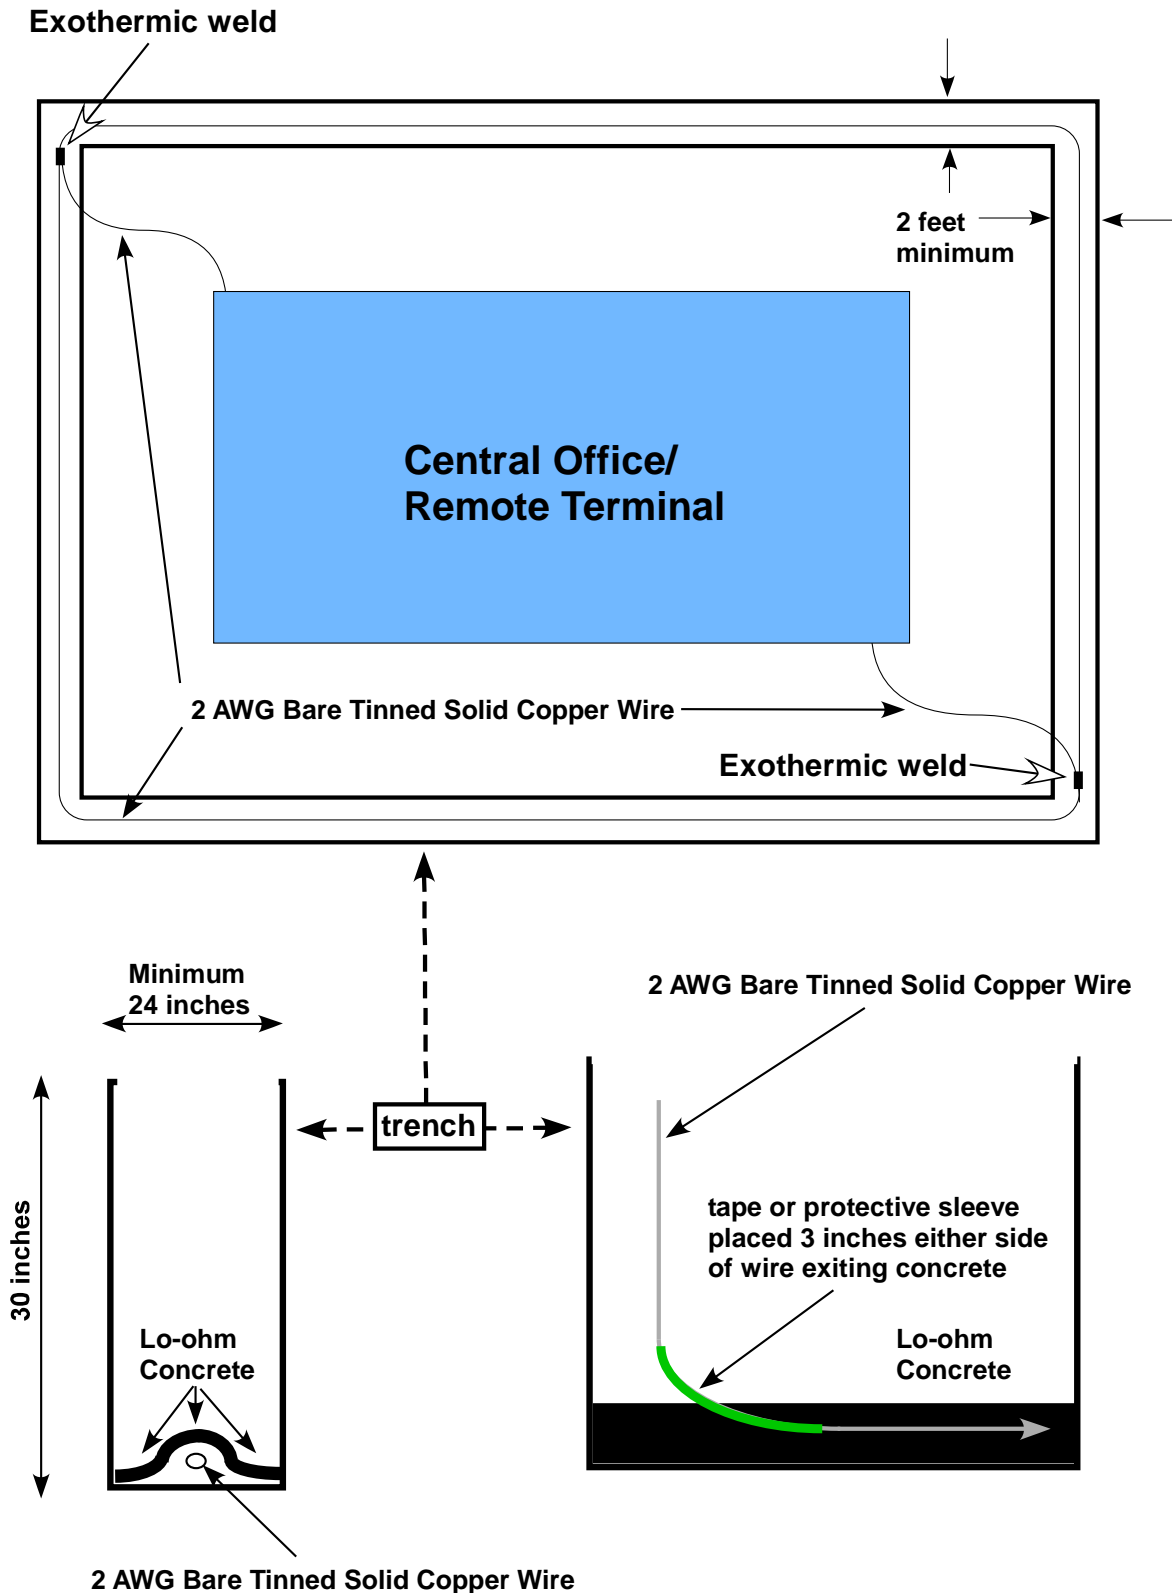 Exothermic weld
2 feet
minimum
Central Office/
Remote Terminal
2 AWG Bare Tinned Solid Copper Wire
Exothermic weld
Minimum
24 inches
2 AWG Bare Tinned Solid Copper Wire
trench
30 inches
tape or protective sleeve
placed 3 inches either side
of wire exiting concrete
Lo-ohm
Concrete
Lo-ohm
Concrete
2 AWG Bare Tinned Solid Copper Wire